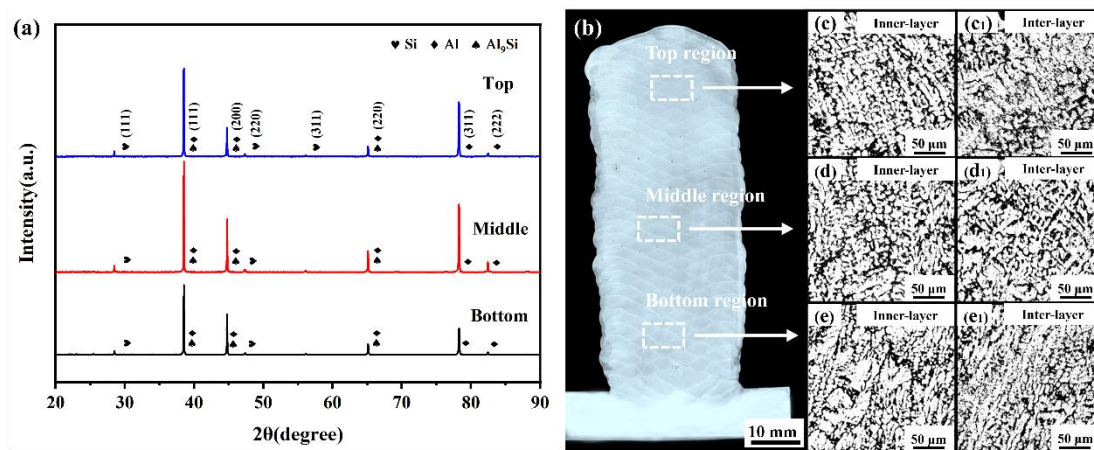 (a)
♥ Si ♦ Al ♠ Al₉Si
Top
(111)
(111)
(200)
(220)
(311)
(220)
(311)
(222)
Middle
Bottom
Intensity(a.u.)
20 30 40 50 60 70 80 90
2θ(degree)
(b)
Top region
Middle region
Bottom region
10 mm
(c) Inner-layer
50 μm
(c₁) Inter-layer
50 μm
(d) Inner-layer
50 μm
(d₁) Inter-layer
50 μm
(e) Inner-layer
50 μm
(e₁) Inter-layer
50 μm